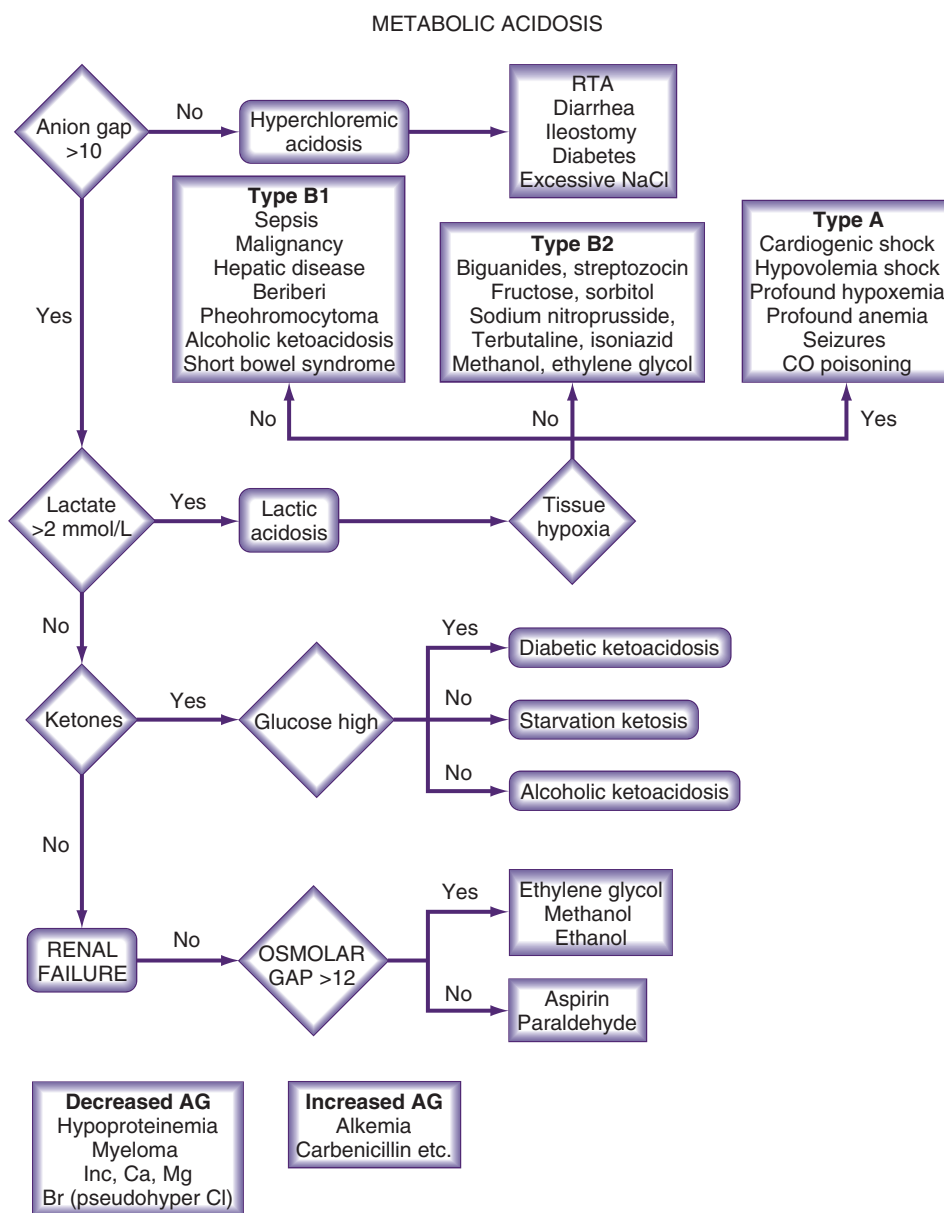 METABOLIC ACIDOSIS
Anion gap
>10
No
Hyperchloremic
acidosis
RTA
Diarrhea
Ileostomy
Diabetes
Excessive NaCl
Yes
Type B1
Sepsis
Malignancy
Hepatic disease
Beriberi
Pheohromocytoma
Alcoholic ketoacidosis
Short bowel syndrome
Type B2
Biguanides, streptozocin
Fructose, sorbitol
Sodium nitroprusside,
Terbutaline, isoniazid
Methanol, ethylene glycol
Type A
Cardiogenic shock
Hypovolemia shock
Profound hypoxemia
Profound anemia
Seizures
CO poisoning
No
No
Yes
Lactate
>2 mmol/L
Yes
Lactic
acidosis
Tissue
hypoxia
No
Ketones
Yes
Glucose high
Yes
Diabetic ketoacidosis
No
Starvation ketosis
No
Alcoholic ketoacidosis
No
RENAL
FAILURE
No
OSMOLAR
GAP >12
Yes
Ethylene glycol
Methanol
Ethanol
No
Aspirin
Paraldehyde
Decreased AG
Hypoproteinemia
Myeloma
Inc, Ca, Mg
Br (pseudohyper Cl)
Increased AG
Alkemia
Carbenicillin etc.